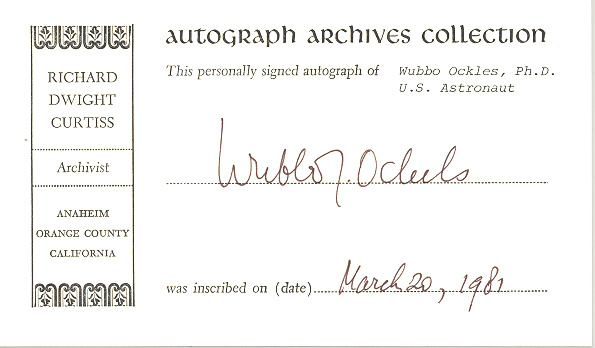 AUTOGRAPH ARCHIVES COLLECTION
RICHARD
DWIGHT
CURTISS
Archivist
ANAHEIM
ORANGE COUNTY
CALIFORNIA
This personally signed autograph of Wubbo Ockles, Ph.D.
U.S. Astronaut
Wubbo J. Ockels
was inscribed on (date) March 20, 1981